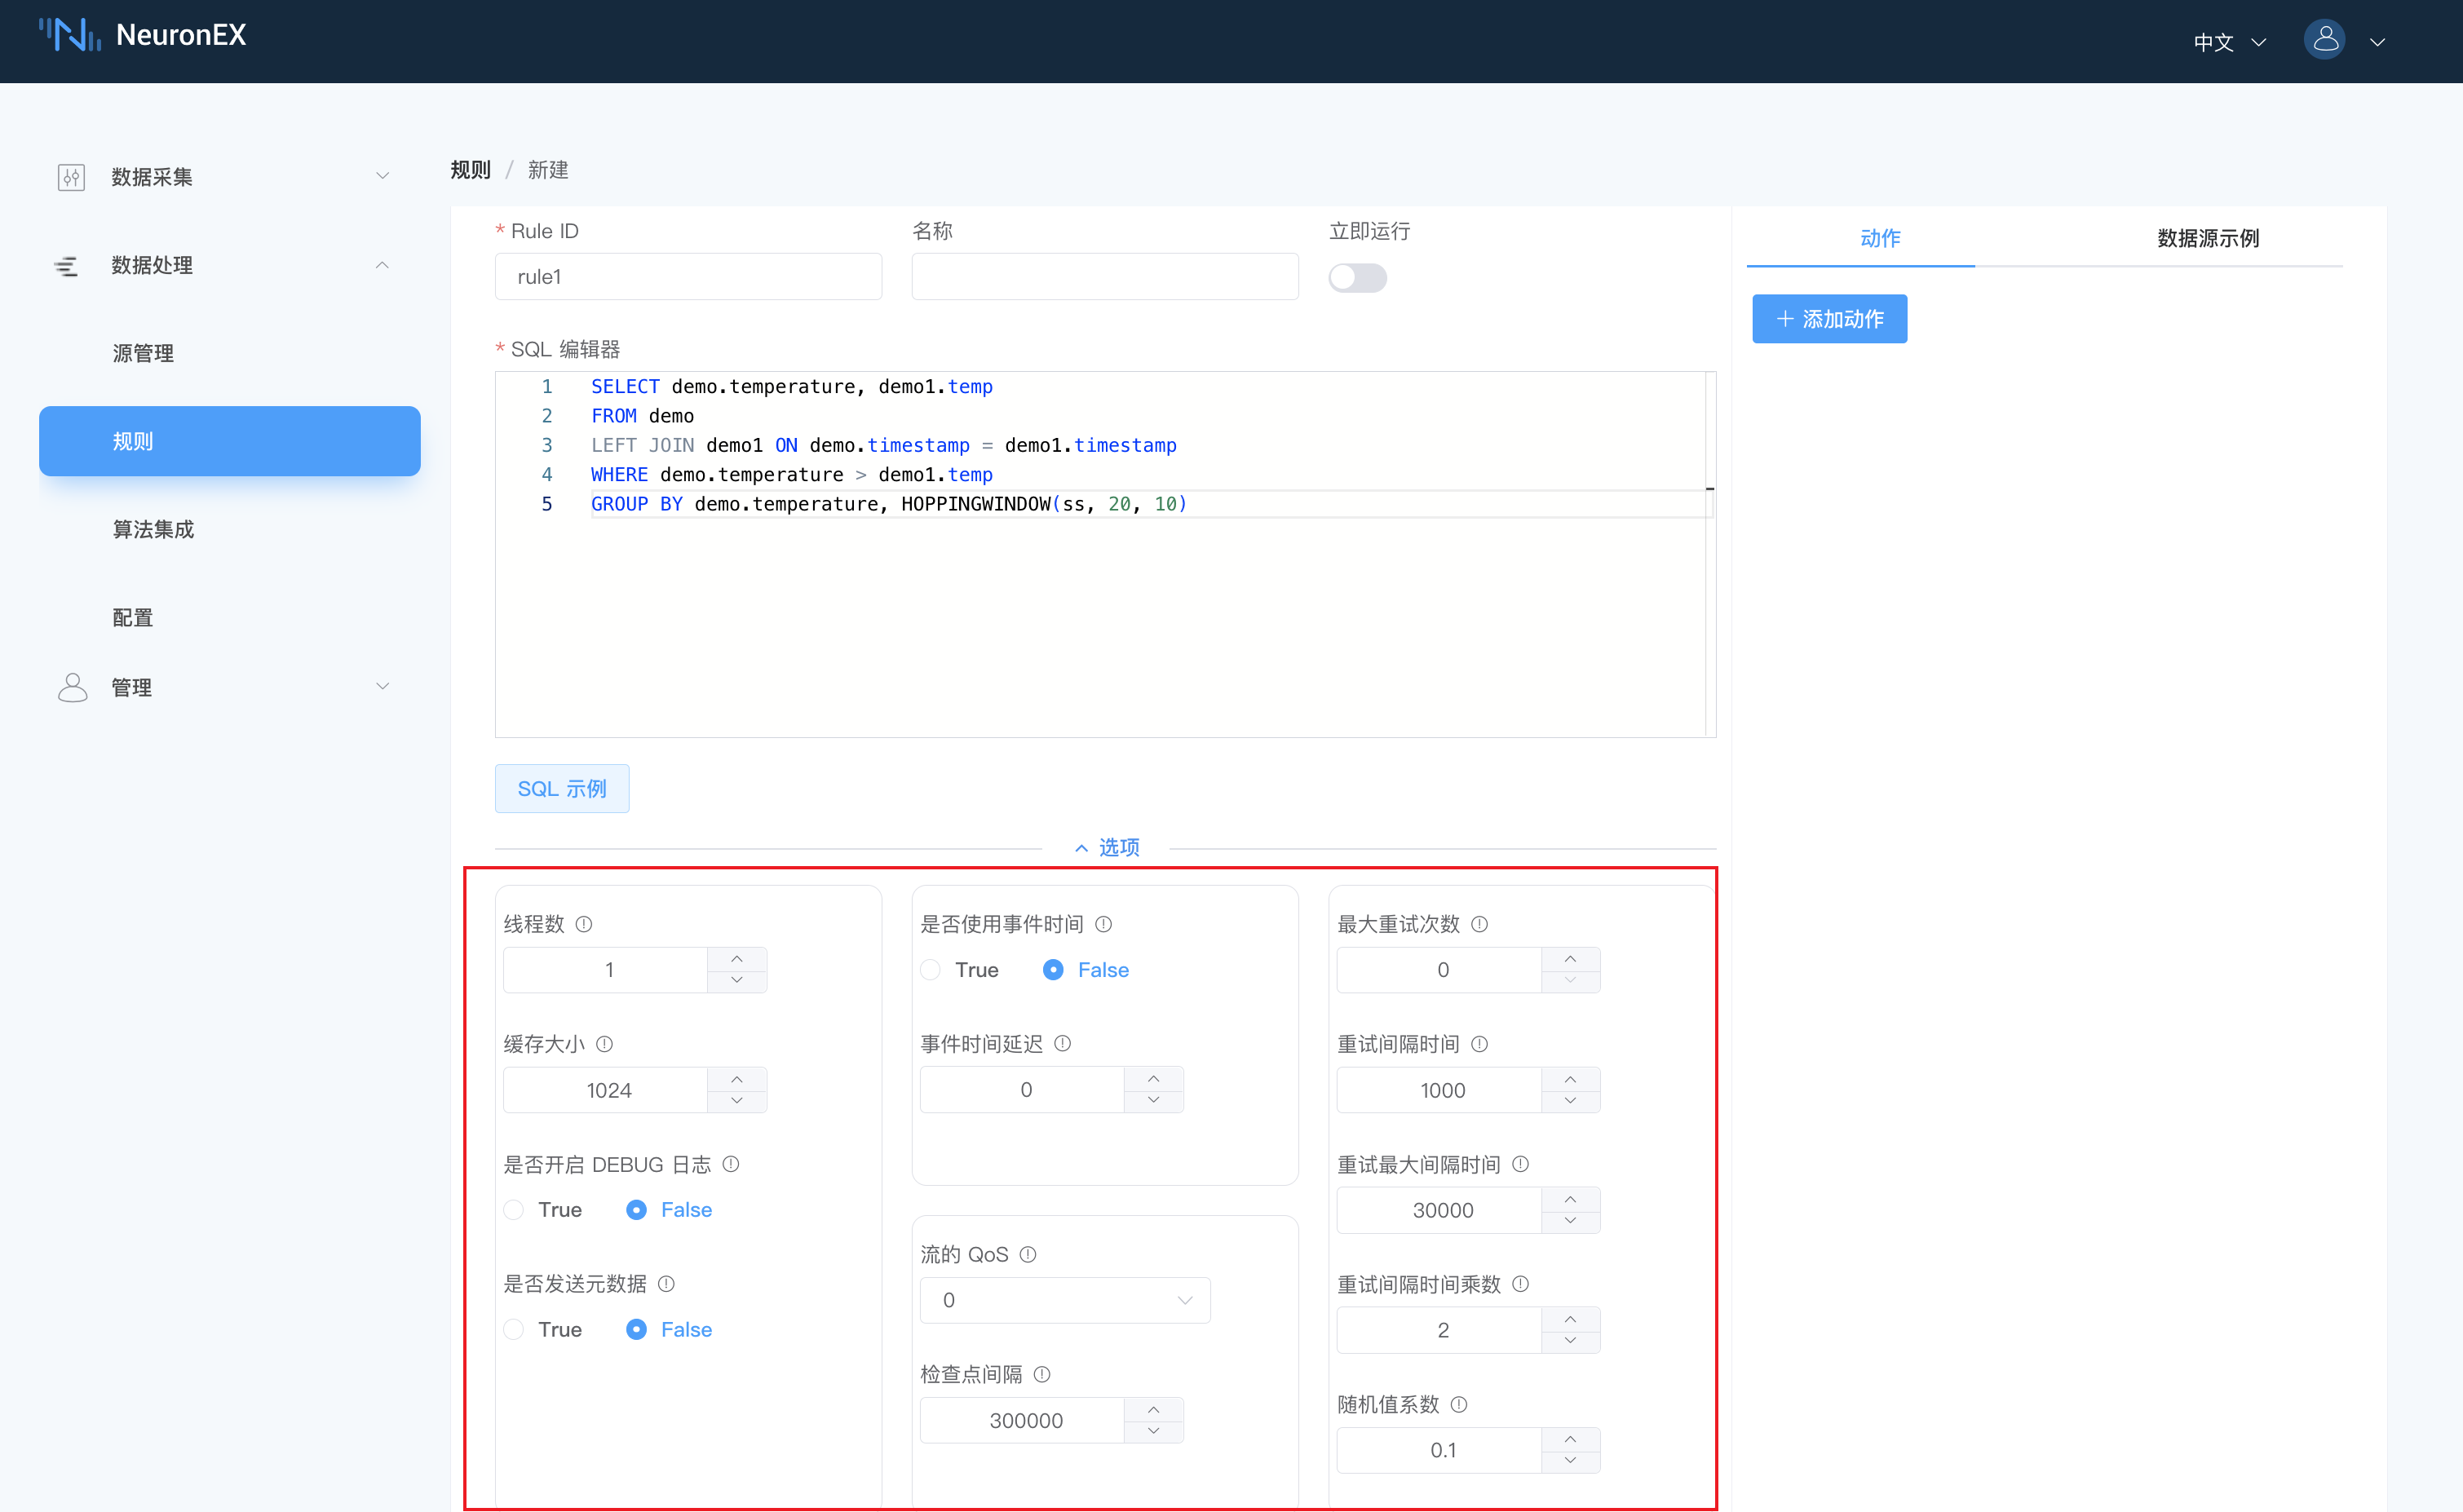 NeuronEX
中文
数据采集
数据处理
源管理
规则
算法集成
配置
管理
规则 / 新建
* Rule ID
rule1
名称
立即运行
* SQL 编辑器
1 SELECT demo.temperature, demo1.temp
2 FROM demo
3 LEFT JOIN demo1 ON demo.timestamp = demo1.timestamp
4 WHERE demo.temperature > demo1.temp
5 GROUP BY demo.temperature, HOPPINGWINDOW(ss, 20, 10)
SQL 示例
选项
线程数
1
缓存大小
1024
是否开启 DEBUG 日志
True False
是否发送元数据
True False
是否使用事件时间
True False
事件时间延迟
0
流的 QoS
0
检查点间隔
300000
最大重试次数
0
重试间隔时间
1000
重试最大间隔时间
30000
重试间隔时间乘数
2
随机值系数
0.1
动作
数据源示例
添加动作